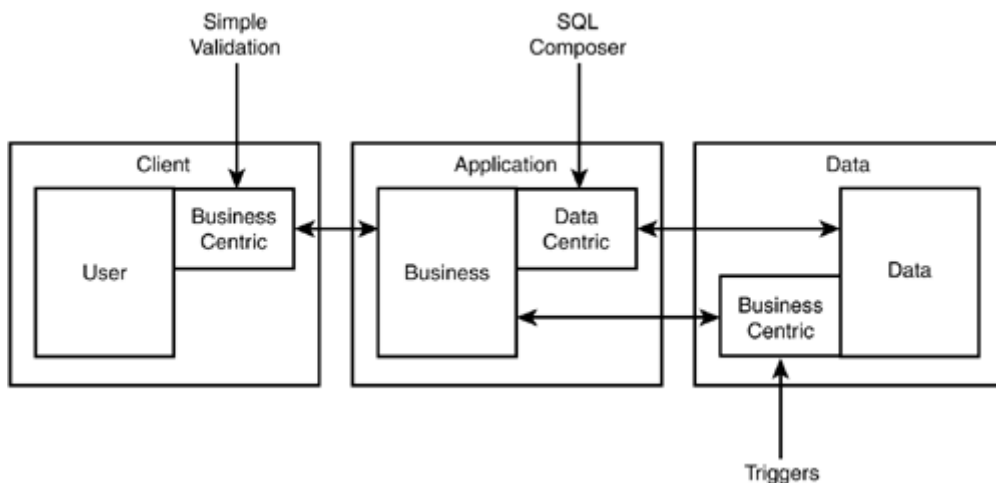 Simple
Validation
SQL
Composer
Client
Application
Data
User
Business
Centric
Business
Data
Centric
Business
Centric
Data
Triggers